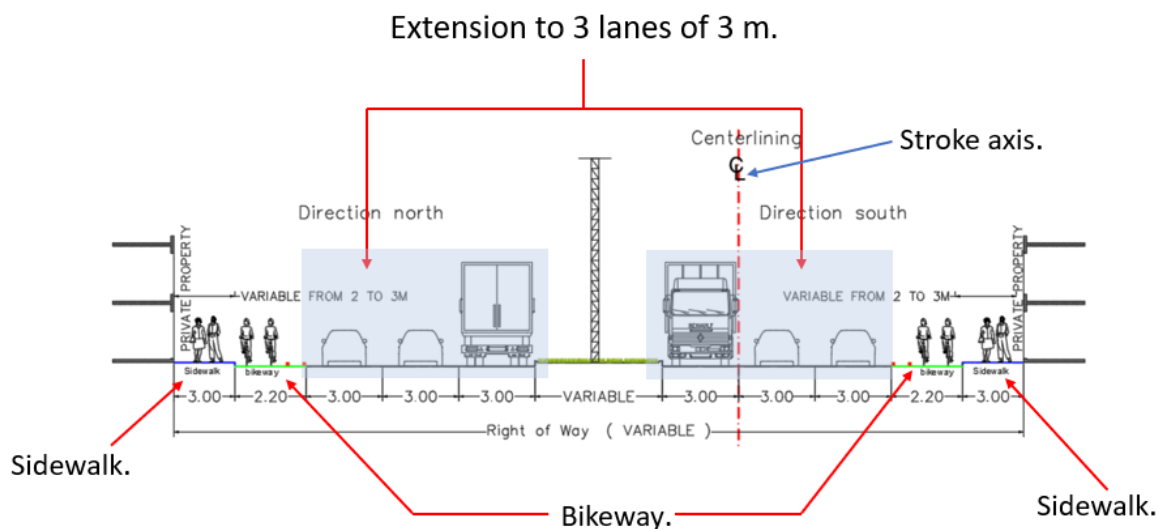 Extension to 3 lanes of 3 m.
Centerlining
Stroke axis.
CL
Direction north
Direction south
PRIVATE PROPERTY
PRIVATE PROPERTY
VARIABLE FROM 2 TO 3M
VARIABLE FROM 2 TO 3M
RENAULT
Sidewalk
bikeway
bikeway
Sidewalk
3.00
2.20
3.00
3.00
3.00
VARIABLE
3.00
3.00
3.00
2.20
3.00
Right of Way ( VARIABLE )
Sidewalk.
Bikeway.
Sidewalk.